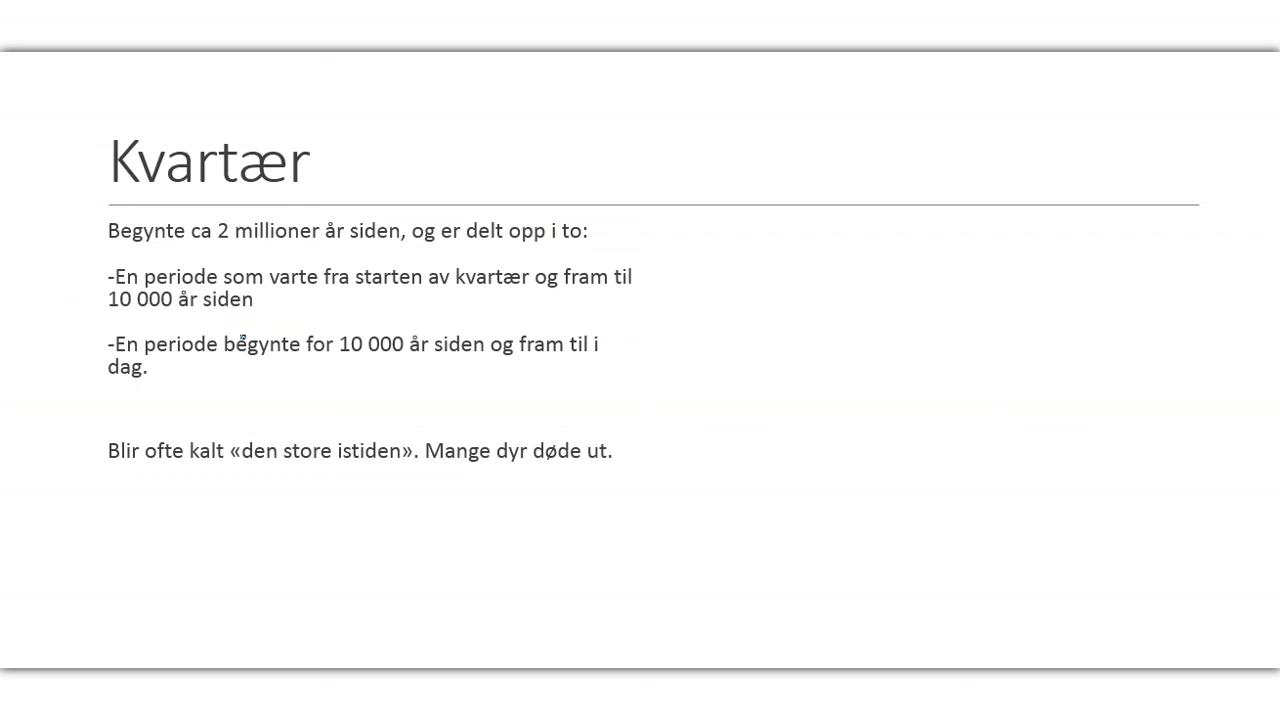 Kvartær
Begynte ca 2 millioner år siden, og er delt opp i to:
-En periode som varte fra starten av kvartær og fram til
10 000 år siden
-En periode begynte for 10 000 år siden og fram til i
dag.
Blir ofte kalt «den store istiden». Mange dyr døde ut.